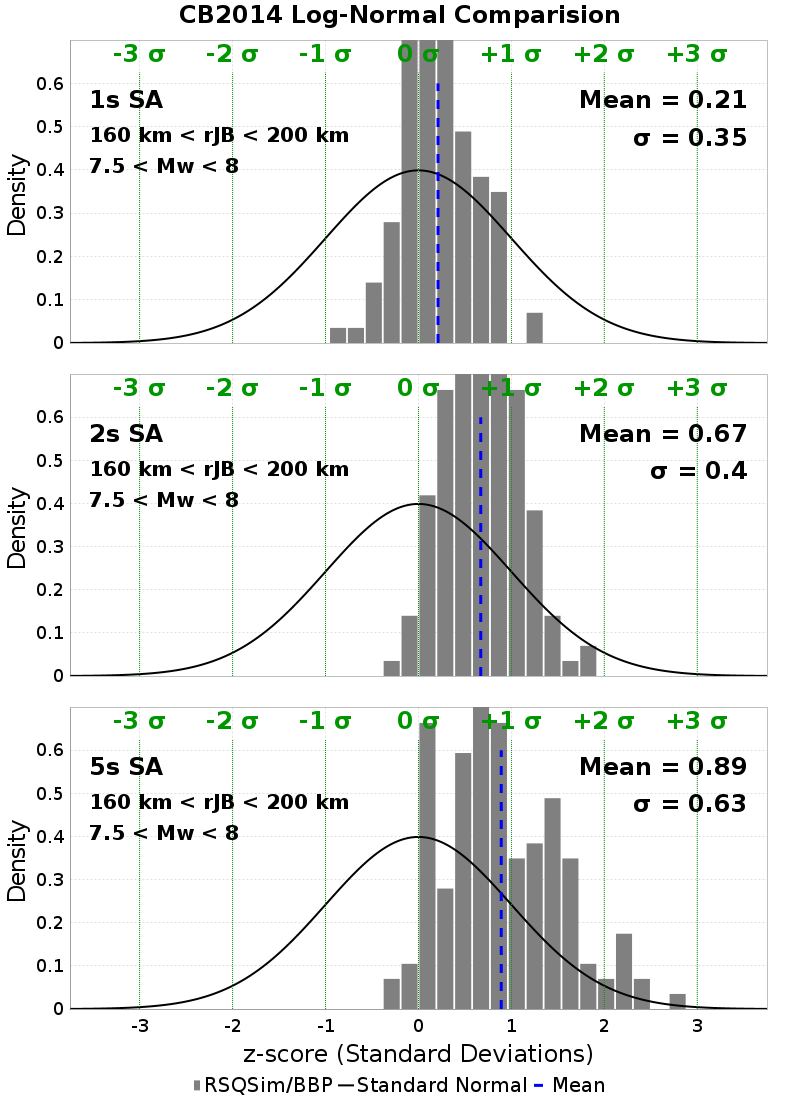 CB2014 Log-Normal Comparision
-3 σ -2 σ -1 σ 0 σ +1 σ +2 σ +3 σ
1s SA
Mean = 0.21
160 km < rJB < 200 km
σ = 0.35
7.5 < Mw < 8
Density
0.6
0.5
0.4
0.3
0.2
0.1
0
-3 σ -2 σ -1 σ 0 σ +1 σ +2 σ +3 σ
2s SA
Mean = 0.67
160 km < rJB < 200 km
σ = 0.4
7.5 < Mw < 8
Density
0.6
0.5
0.4
0.3
0.2
0.1
0
-3 σ -2 σ -1 σ 0 σ +1 σ +2 σ +3 σ
5s SA
Mean = 0.89
160 km < rJB < 200 km
σ = 0.63
7.5 < Mw < 8
Density
0.6
0.5
0.4
0.3
0.2
0.1
0
-3 -2 -1 0 1 2 3
z-score (Standard Deviations)
RSQSim/BBP Standard Normal Mean